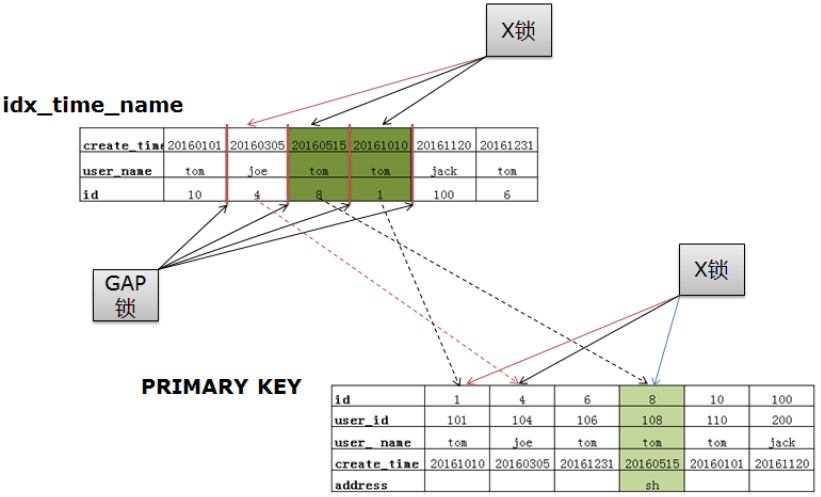 X锁
idx_time_name
create_time 20160101 20160305 20160515 20161010 20161120 20161231
user_name tom joe tom tom jack tom
id 10 4 8 1 100 6
GAP
锁
X锁
PRIMARY KEY
id 1 4 6 8 10 100
user_id 101 104 106 108 110 200
user_ name tom joe tom tom tom jack
create_time 20161010 20160305 20161231 20160515 20160101 20161120
address sh